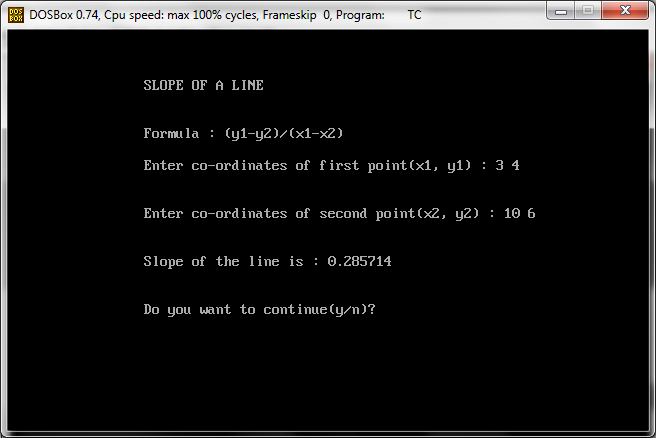 DOS BOX DOSBox 0.74, Cpu speed: max 100% cycles, Frameskip 0, Program: TC
SLOPE OF A LINE
Formula : (y1-y2)/(x1-x2)
Enter co-ordinates of first point(x1, y1) : 3 4
Enter co-ordinates of second point(x2, y2) : 10 6
Slope of the line is : 0.285714
Do you want to continue(y/n)?